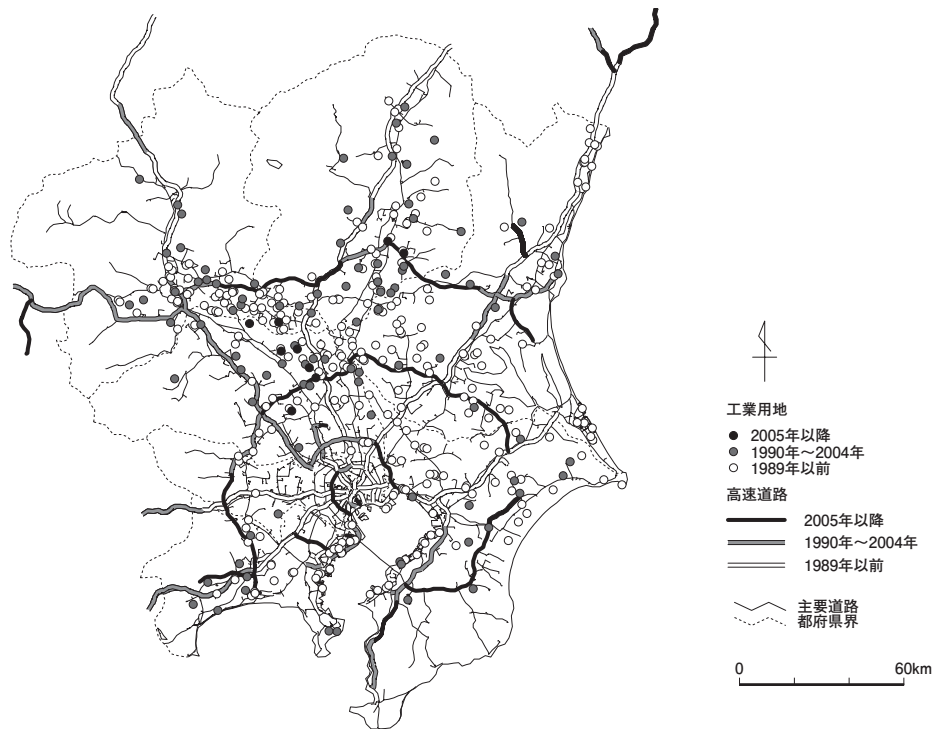 工業用地
2005年以降
1990年～2004年
1989年以前
高速道路
2005年以降
1990年～2004年
1989年以前
主要道路
都府県界
0 60km